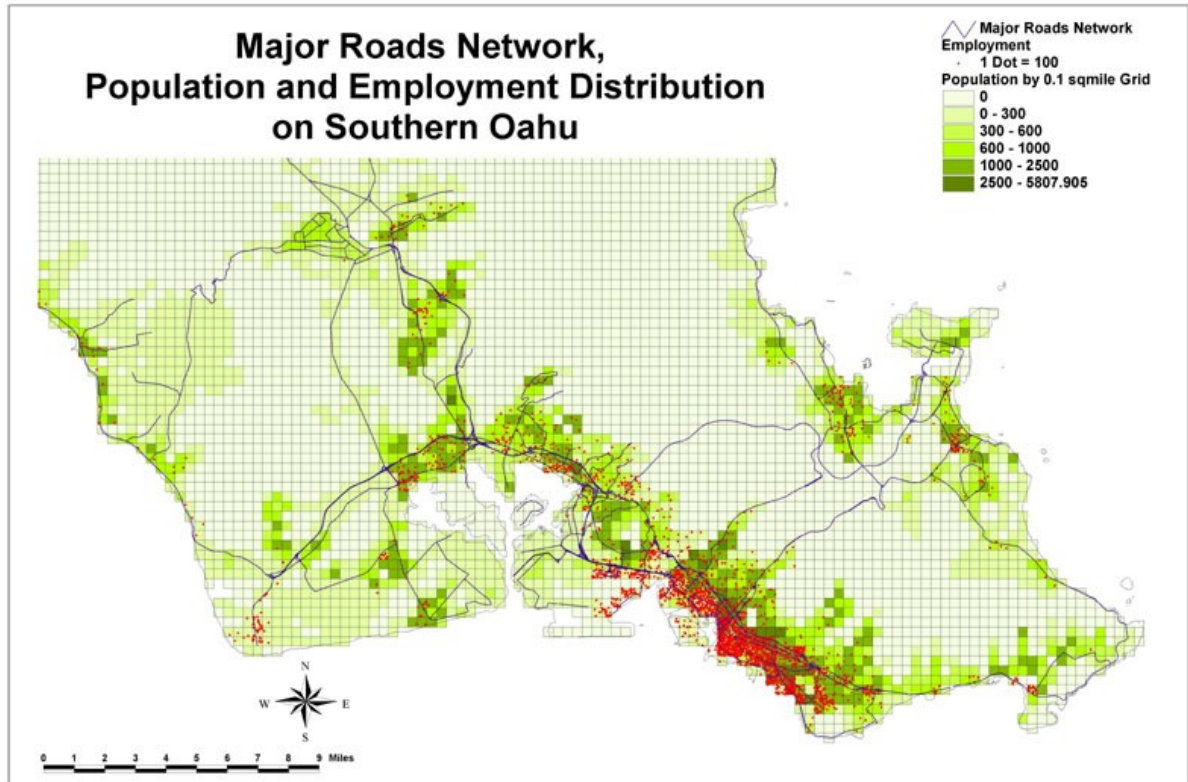 Major Roads Network,
Population and Employment Distribution
on Southern Oahu
Major Roads Network
Employment
1 Dot = 100
Population by 0.1 sqmile Grid
0
0 - 300
300 - 600
600 - 1000
1000 - 2500
2500 - 5807.905
N
W E
S
0 1 2 3 4 5 6 7 8 9 Miles